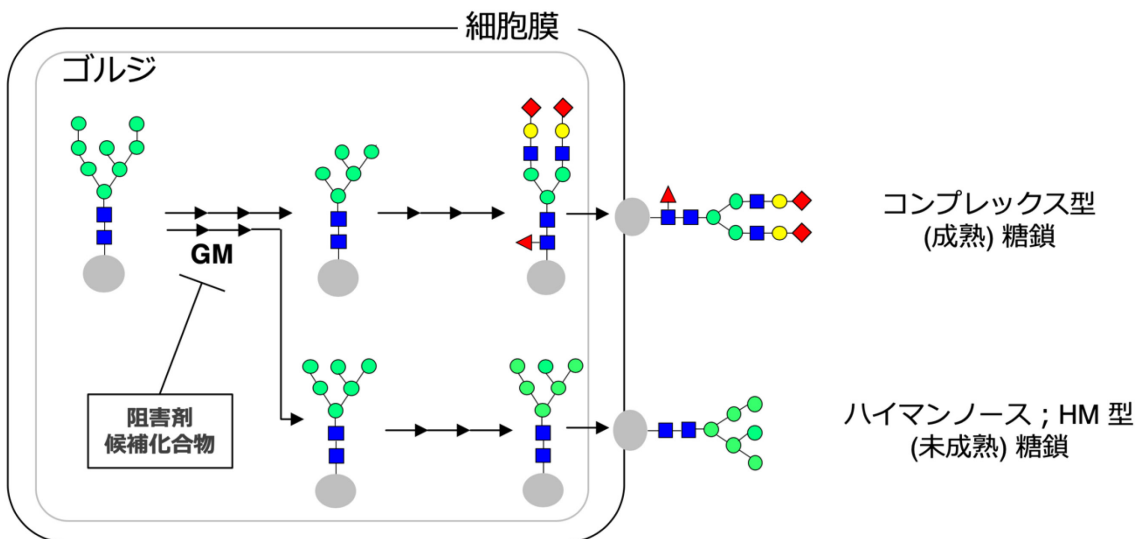 細胞膜
ゴルジ
GM
阻害剤
候補化合物
コンプレックス型
(成熟) 糖鎖
ハイマンノース ; HM 型
(未成熟) 糖鎖